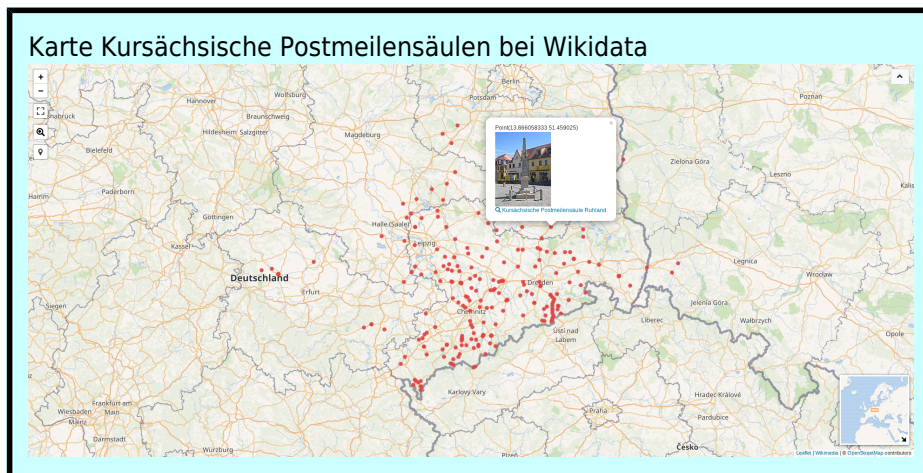 Karte Kursächsische Postmeilensäulen bei Wikidata
Berlin
Wolfsburg
Potsdam
Poznań
Hannover
Braunschweig
Point(13.866058333 51.459025)
Hildesheim Salzgitter
Magdeburg
Bielefeld
Zielona Góra
Leszno
Paderborn
Hamm
Kursächsische Postmeilensäule Ruhland
Göttingen
Halle (Saale)
Kassel
Leipzig
Legnica
Wrocław
Deutschland
Dresden
Erfurt
Siegen
Jelenia Góra
Chemnitz
Liberec
Wałbrzych
Ústí nad
Labem
Opole
Karlovy Vary
Hradec Králové
Frankfurt am
Main
Wiesbaden
Mainz
Praha
Pardubice
Darmstadt
Würzburg
Plzeň
Česko
Leaflet | Wikimedia | © OpenStreetMap contributors